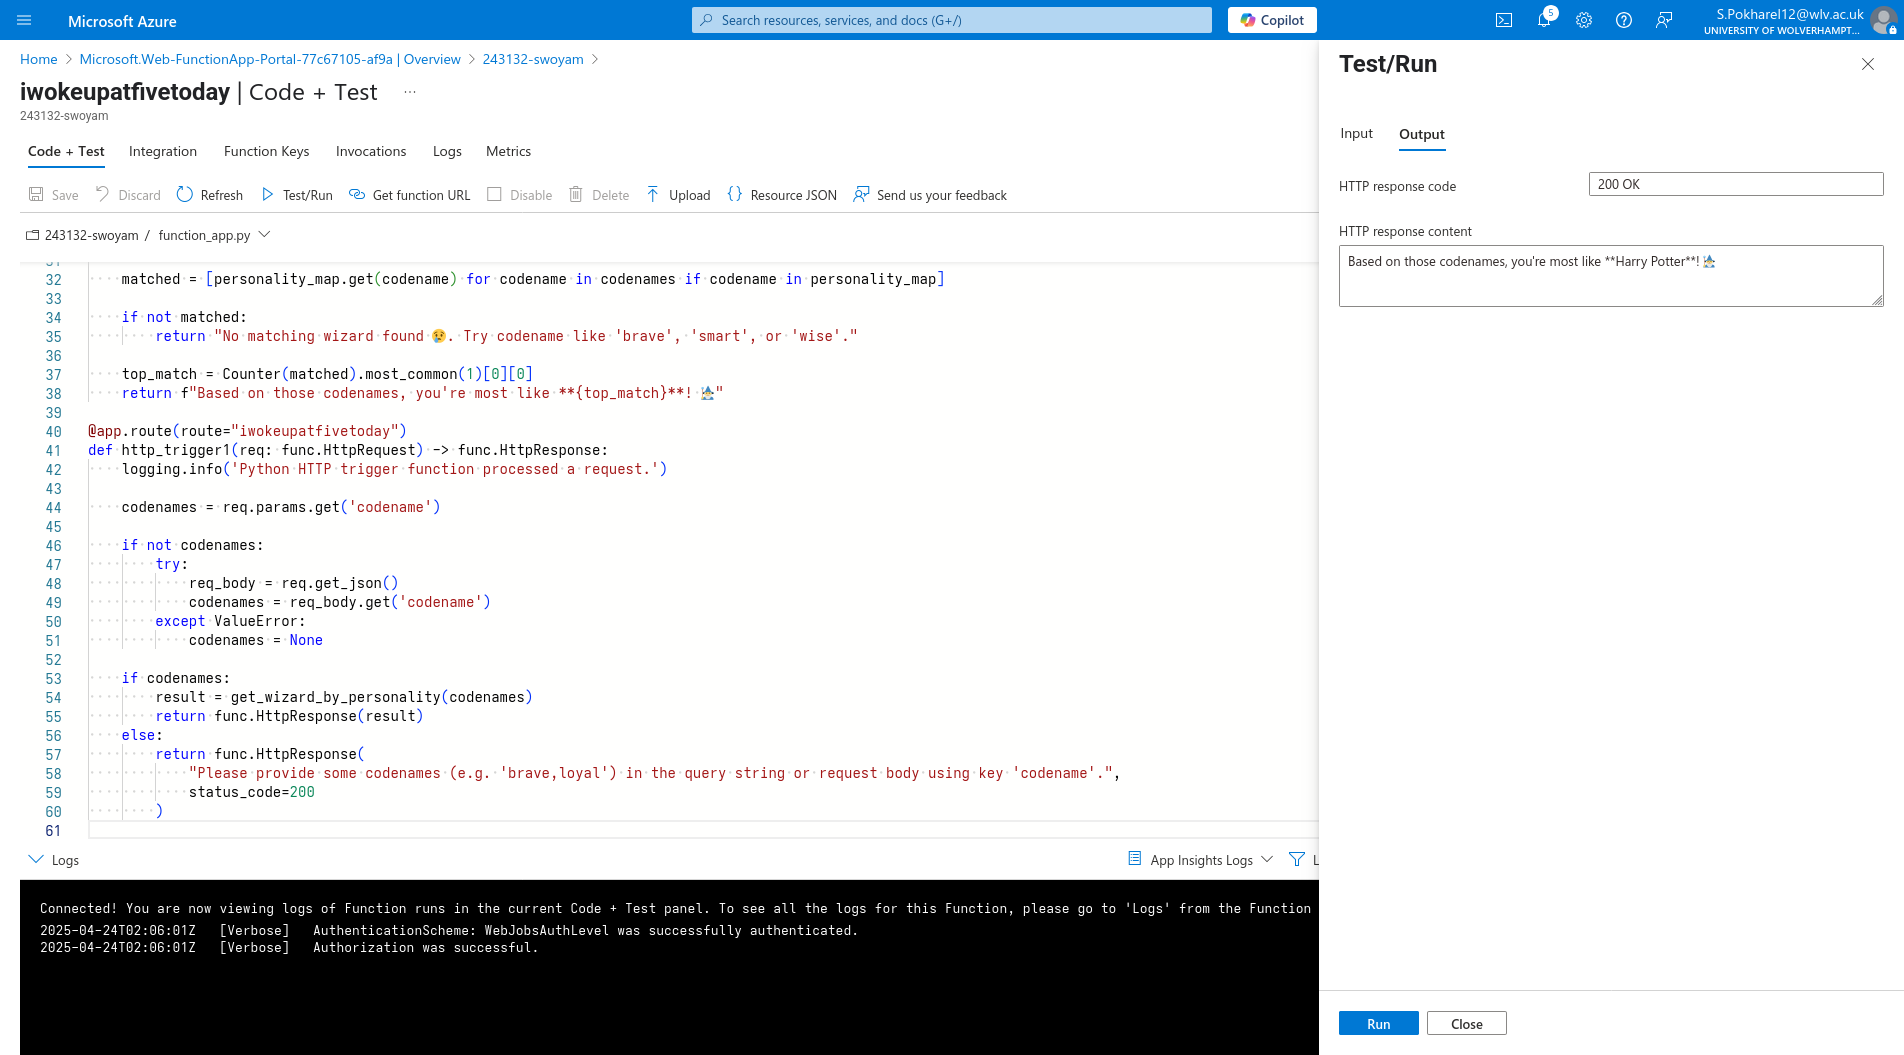 Microsoft Azure
Search resources, services, and docs (G+/)
Copilot
5
S.Pokharel12@wlv.ac.uk
UNIVERSITY OF WOLVERHAMPT...
Home > Microsoft.Web-FunctionApp-Portal-77c67105-af9a | Overview > 243132-swoyam >
iwokeupatfivetoday | Code + Test ...
243132-swoyam
Code + Test Integration Function Keys Invocations Logs Metrics
Save Discard Refresh Test/Run Get function URL Disable Delete Upload Resource JSON Send us your feedback
243132-swoyam / function_app.py
31
32 matched = [personality_map.get(codename) for codename in codenames if codename in personality_map]
33
34 if not matched:
35 return "No matching wizard found 😢. Try codename like 'brave', 'smart', or 'wise'."
36
37 top_match = Counter(matched).most_common(1)[0][0]
38 return f"Based on those codenames, you're most like **{top_match}**! 🧙‍♂️"
39
40 @app.route(route="iwokeupatfivetoday")
41 def http_trigger1(req: func.HttpRequest) -> func.HttpResponse:
42 logging.info('Python HTTP trigger function processed a request.')
43
44 codenames = req.params.get('codename')
45
46 if not codenames:
47 try:
48 req_body = req.get_json()
49 codenames = req_body.get('codename')
50 except ValueError:
51 codenames = None
52
53 if codenames:
54 result = get_wizard_by_personality(codenames)
55 return func.HttpResponse(result)
56 else:
57 return func.HttpResponse(
58 "Please provide some codenames (e.g. 'brave,loyal') in the query string or request body using key 'codename'.",
59 status_code=200
60 )
61
Logs
App Insights Logs
L
Connected! You are now viewing logs of Function runs in the current Code + Test panel. To see all the logs for this Function, please go to 'Logs' from the Function
2025-04-24T02:06:01Z [Verbose] AuthenticationScheme: WebJobsAuthLevel was successfully authenticated.
2025-04-24T02:06:01Z [Verbose] Authorization was successful.
Test/Run
Input Output
HTTP response code
200 OK
HTTP response content
Based on those codenames, you're most like **Harry Potter**! 🧙‍♂️
Run Close